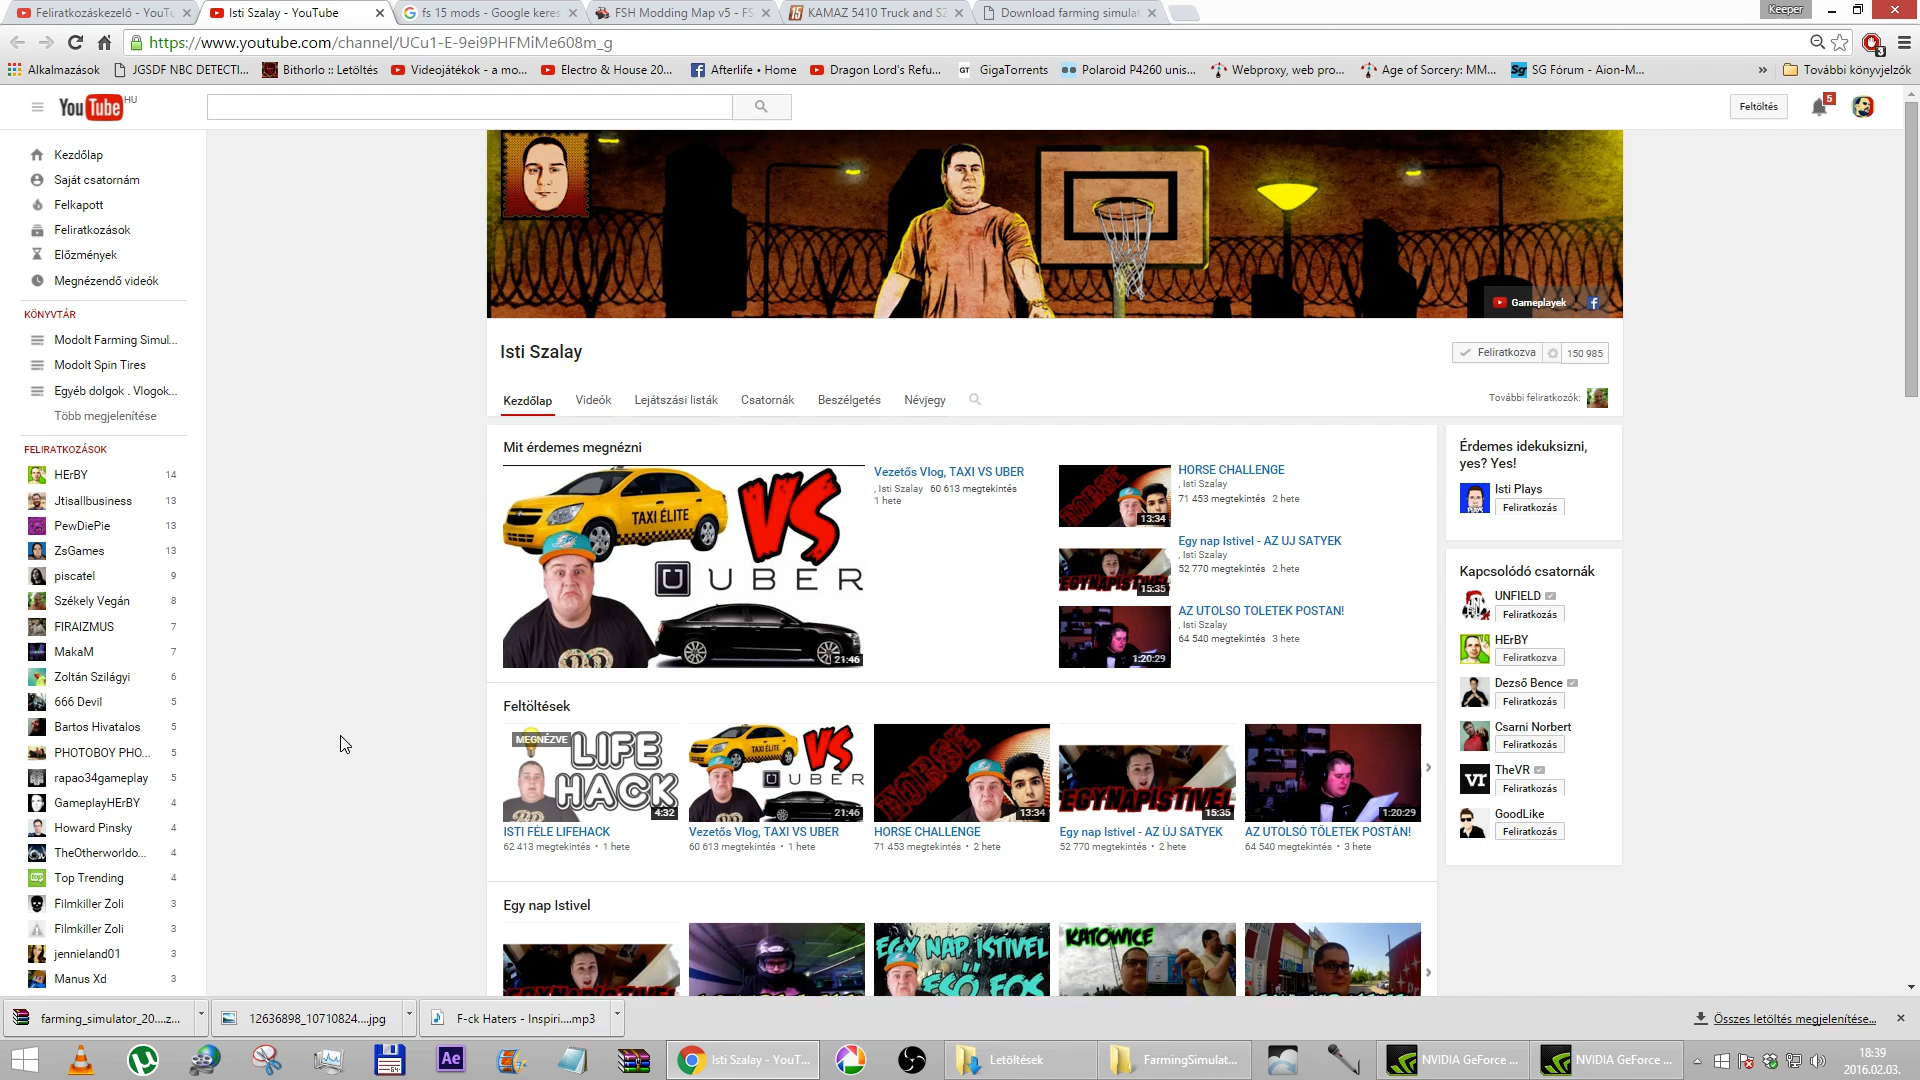 Feliratkozáskezelő - YouTu
Isti Szalay - YouTube
fs 15 mods - Google keres
FSH Modding Map v5 - FS
KAMAZ 5410 Truck and SZ
Download farming simulat
Keeper
https://www.youtube.com/channel/UCu1-E-9ei9PHFMiMe608m_g
3
Alkalmazások
JGSDF NBC DETECTI...
Bithorlo :: Letöltés
Videojátékok - a mo...
Electro & House 20...
Afterlife • Home
Dragon Lord's Refu...
GT
GigaTorrents
Polaroid P4260 unis...
Webproxy, web pro...
Age of Sorcery: MM...
Sg
SG Fórum - Aion-M...
»
További könyvjelzők
YouTube HU
Feltöltés
5
Kezdőlap
Saját csatornám
Felkapott
Feliratkozások
Előzmények
Megnézendő videók
KÖNYVTÁR
Modolt Farming Simul...
Modolt Spin Tires
Egyéb dolgok . Vlogok...
Több megjelenítése
FELIRATKOZÁSOK
HErBY 14
Jtisallbusiness 13
PewDiePie 13
ZsGames 13
piscatel 9
Székely Vegán 8
FIRAIZMUS 7
MakaM 7
Zoltán Szilágyi 6
666 Devil 5
Bartos Hivatalos 5
PHOTOBOY PHO... 5
rapao34gameplay 5
GameplayHErBY 4
Howard Pinsky 4
TheOtherworldo... 4
Top Trending 4
Filmkiller Zoli 3
Filmkiller Zoli 3
jennieland01 3
Manus Xd 3
Gameplayek
Isti Szalay
Feliratkozva
150 985
Kezdőlap
Videók
Lejátszási listák
Csatornák
Beszélgetés
Névjegy
További feliratkozók:
Mit érdemes megnézni
TAXI ÉLITE
VS
UBER
21:46
Vezetős Vlog, TAXI VS UBER
, Isti Szalay 60 613 megtekintés
1 hete
13:34
HORSE CHALLENGE
, Isti Szalay
71 453 megtekintés 2 hete
EGYNAPISTIVEL
15:35
Egy nap Istivel - AZ UJ SATYEK
, Isti Szalay
52 770 megtekintés 2 hete
1:20:29
AZ UTOLSO TOLETEK POSTAN!
, Isti Szalay
64 540 megtekintés 3 hete
Feltöltések
MEGNÉZVE
LIFE
HACK
4:32
ISTI FÉLE LIFEHACK
62 413 megtekintés • 1 hete
TAXI ÉLITE
VS
UBER
21:46
Vezetős Vlog, TAXI VS UBER
60 613 megtekintés • 1 hete
HORSE
13:34
HORSE CHALLENGE
71 453 megtekintés • 2 hete
EGYNAPISTIVEL
15:35
Egy nap Istivel - AZ ÚJ SATYEK
52 770 megtekintés • 2 hete
1:20:29
AZ UTOLSÓ TÖLETEK POSTÁN!
64 540 megtekintés • 3 hete
Egy nap Istivel
EGY NAP ISTIVEL
ESŐ FOS
KATOWICE
Érdemes idekuksizni,
yes? Yes!
Isti Plays
Feliratkozás
Kapcsolódó csatornák
UNFIELD
Feliratkozás
HErBY
Feliratkozva
Dezső Bence
Feliratkozás
Csarni Norbert
Feliratkozás
vr
TheVR
Feliratkozás
GoodLike
Feliratkozás
farming_simulator_20....z...
12636898_10710824....jpg
F-ck Haters - Inspiri....mp3
Összes letöltés megjelenítése...
64
Ae
Isti Szalay - YouT...
Letöltések
FarmingSimulat...
NVIDIA GeForce ...
NVIDIA GeForce ...
18:39
2016.02.03.